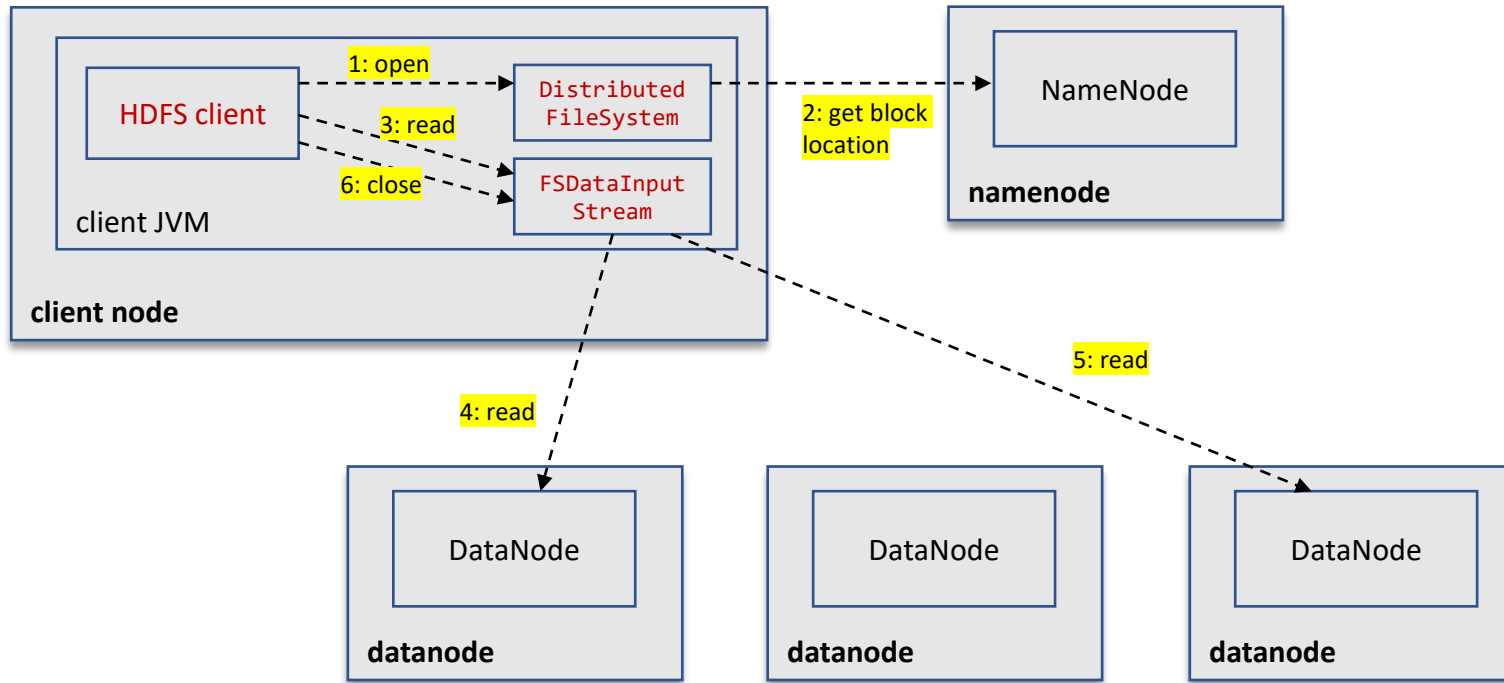 1: open
HDFS client
Distributed
FileSystem
3: read
6: close
FSDataInput
Stream
client JVM
client node
2: get block
location
NameNode
namenode
4: read
5: read
DataNode
datanode
DataNode
datanode
DataNode
datanode